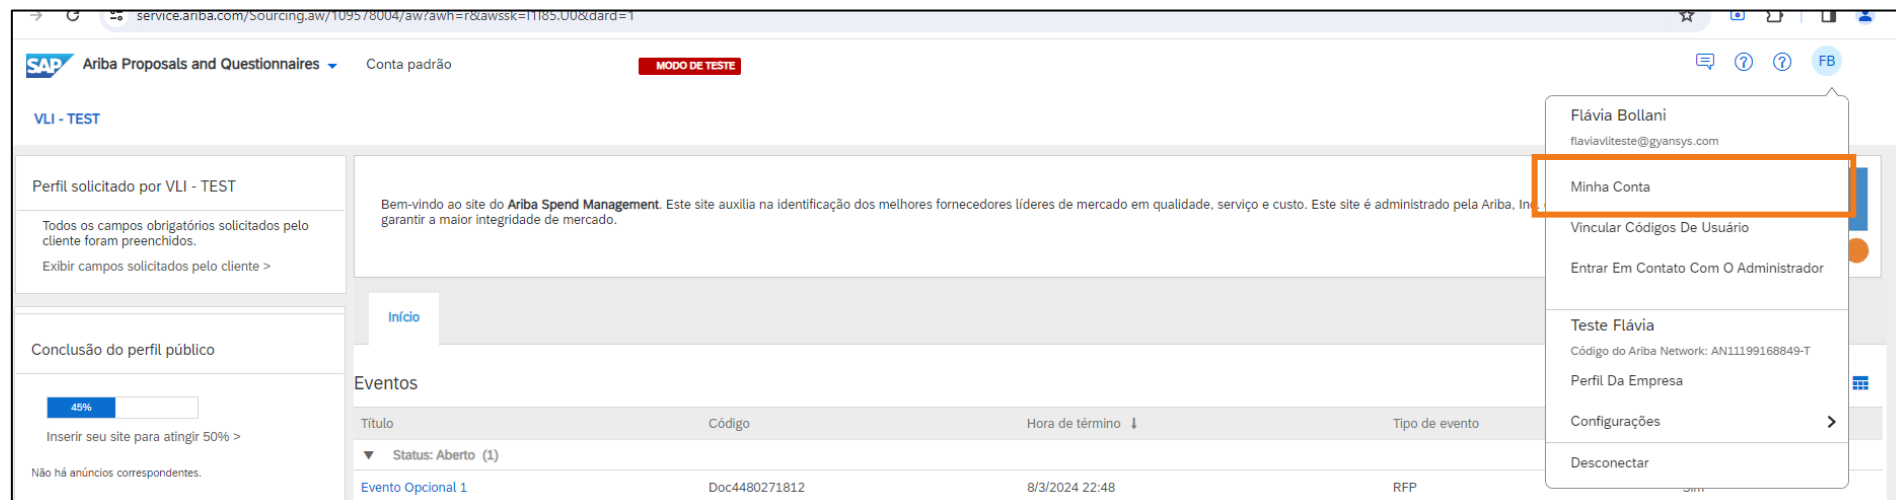 service.ariba.com/Sourcing.aw/109578004/aw?awh=r&awssk=I1I85.U0&dard=1
SAP Ariba Proposals and Questionnaires Conta padrão MODO DE TESTE FB
VLI - TEST
Flávia Bollani
flaviavliteste@gyansys.com
Minha Conta
Vincular Códigos De Usuário
Entrar Em Contato Com O Administrador
Teste Flávia
Código do Ariba Network: AN11199168849-T
Perfil Da Empresa
Configurações
Desconectar
Perfil solicitado por VLI - TEST
Todos os campos obrigatórios solicitados pelo
cliente foram preenchidos.
Exibir campos solicitados pelo cliente >
Conclusão do perfil público
45%
Inserir seu site para atingir 50% >
Não há anúncios correspondentes.
Bem-vindo ao site do Ariba Spend Management. Este site auxilia na identificação dos melhores fornecedores líderes de mercado em qualidade, serviço e custo. Este site é administrado pela Ariba,
garantir a maior integridade de mercado.
Início
Eventos
Título Código Hora de término Tipo de evento
Status: Aberto (1)
Evento Opcional 1 Doc4480271812 8/3/2024 22:48 RFP